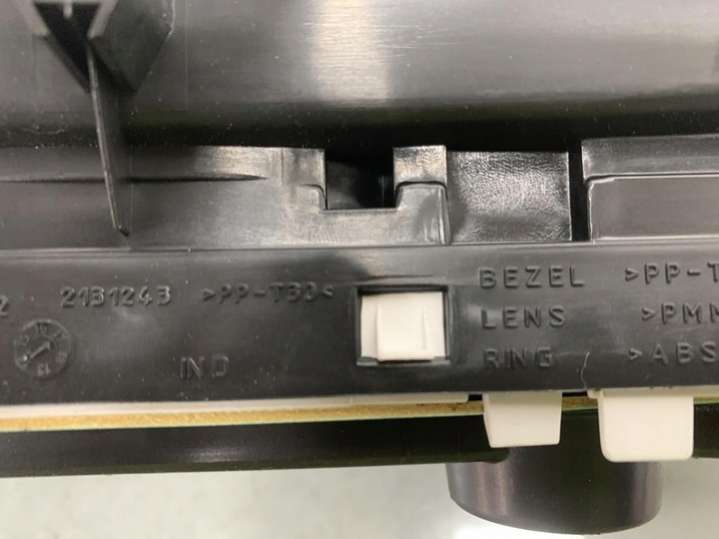 2 21B124B >PP-T30<
IND
BEZEL >PP-T
LENS >PMM
RING >ABS